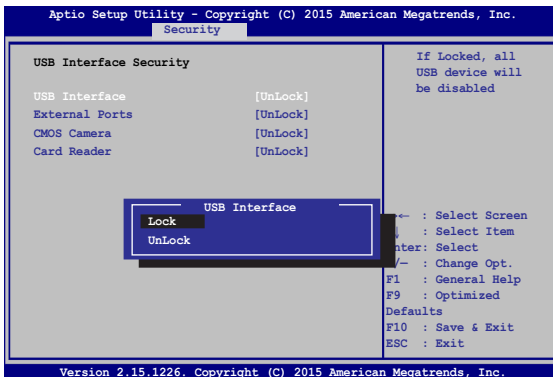 Aptio Setup Utility - Copyright (C) 2015 American Megatrends, Inc.
Security
USB Interface Security
USB Interface [UnLock]
External Ports [UnLock]
CMOS Camera [UnLock]
Card Reader [UnLock]
If Locked, all
USB device will
be disabled
USB Interface
Lock
UnLock
← : Select Screen
↓ : Select Item
nter: Select
/— : Change Opt.
F1 : General Help
F9 : Optimized
Defaults
F10 : Save & Exit
ESC : Exit
Version 2.15.1226. Copyright (C) 2015 American Megatrends, Inc.